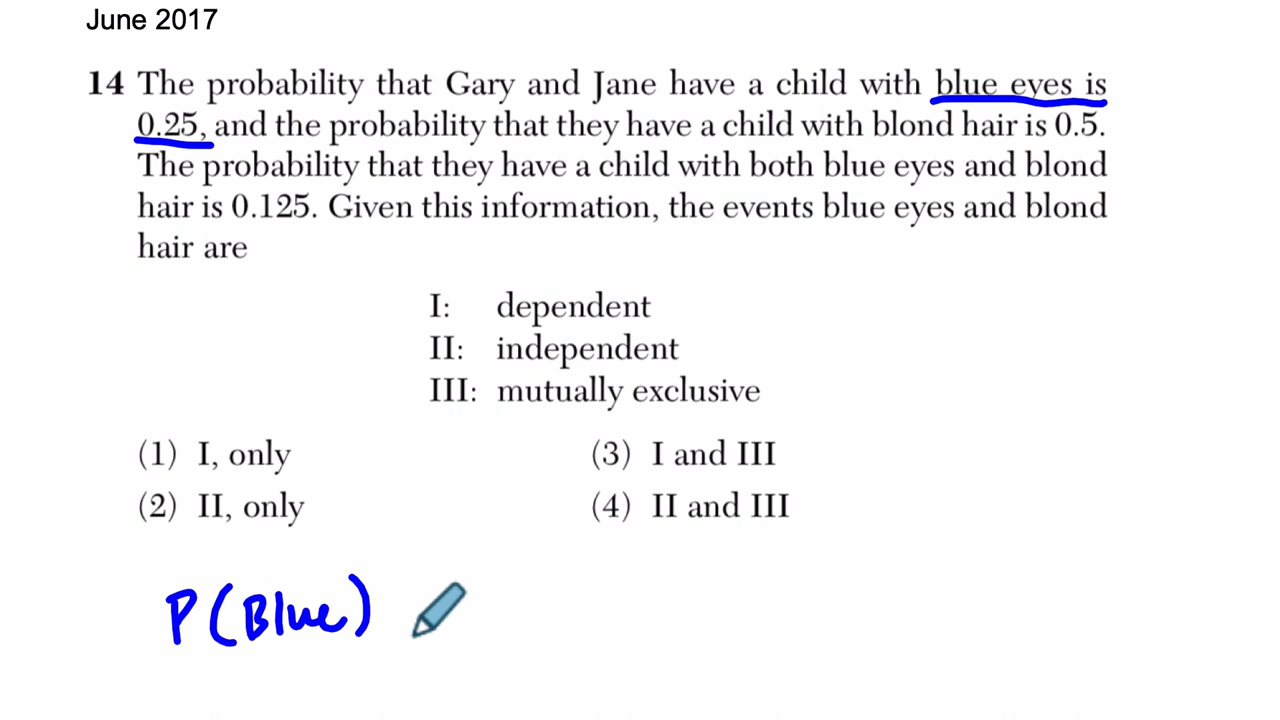 June 2017
14 The probability that Gary and Jane have a child with blue eyes is
0.25, and the probability that they have a child with blond hair is 0.5.
The probability that they have a child with both blue eyes and blond
hair is 0.125. Given this information, the events blue eyes and blond
hair are
I: dependent
II: independent
III: mutually exclusive
(1) I, only (3) I and III
(2) II, only (4) II and III
P(Blue)